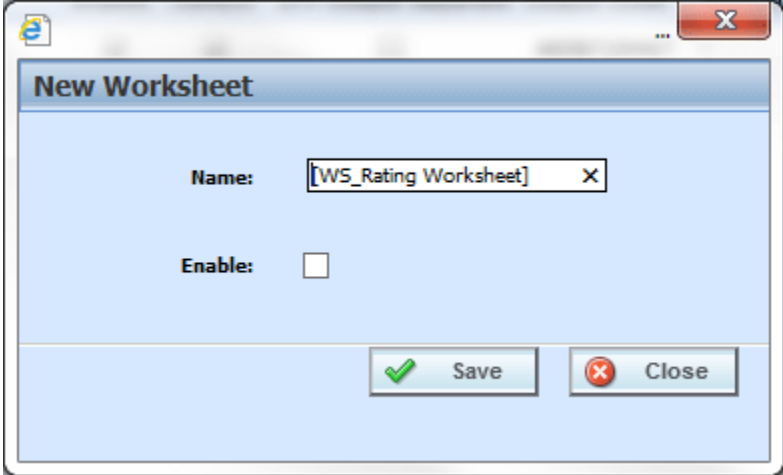 ...
New Worksheet
Name: [WS_Rating Worksheet]
Enable:
Save Close